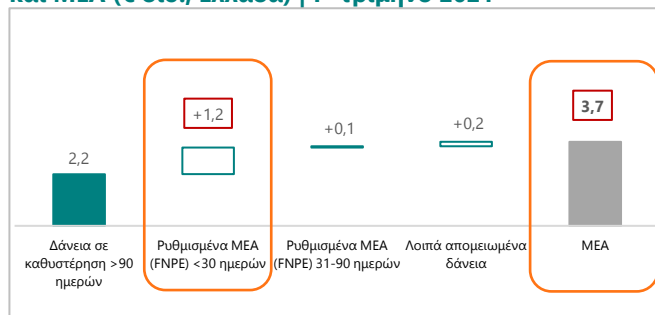 +1,2
3,7
+0,1
+0,2
2,2
Δάνεια σε
καθυστέρηση >90
ημερών
Ρυθμισμένα ΜΕΑ
(FNPE) <30 ημερών
Ρυθμισμένα ΜΕΑ
(FNPE) 31-90 ημερών
Λοιπά απομειωμένα
δάνεια
ΜΕΑ